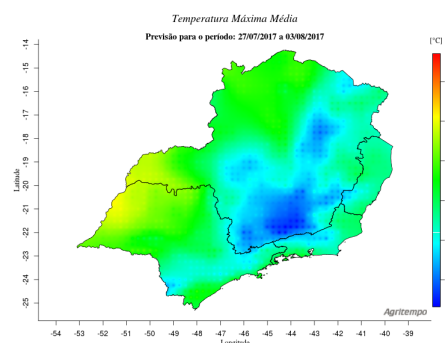 Temperatura Máxima Média
Previsão para o período: 27/07/2017 a 03/08/2017
[°C]
-14
-15
-16
-17
-18
-19
-20
-21
-22
-23
-24
-25
Latitude
Agritempo
-54 -53 -52 -51 -50 -49 -48 -47 -46 -45 -44 -43 -42 -41 -40 -39
Longitude